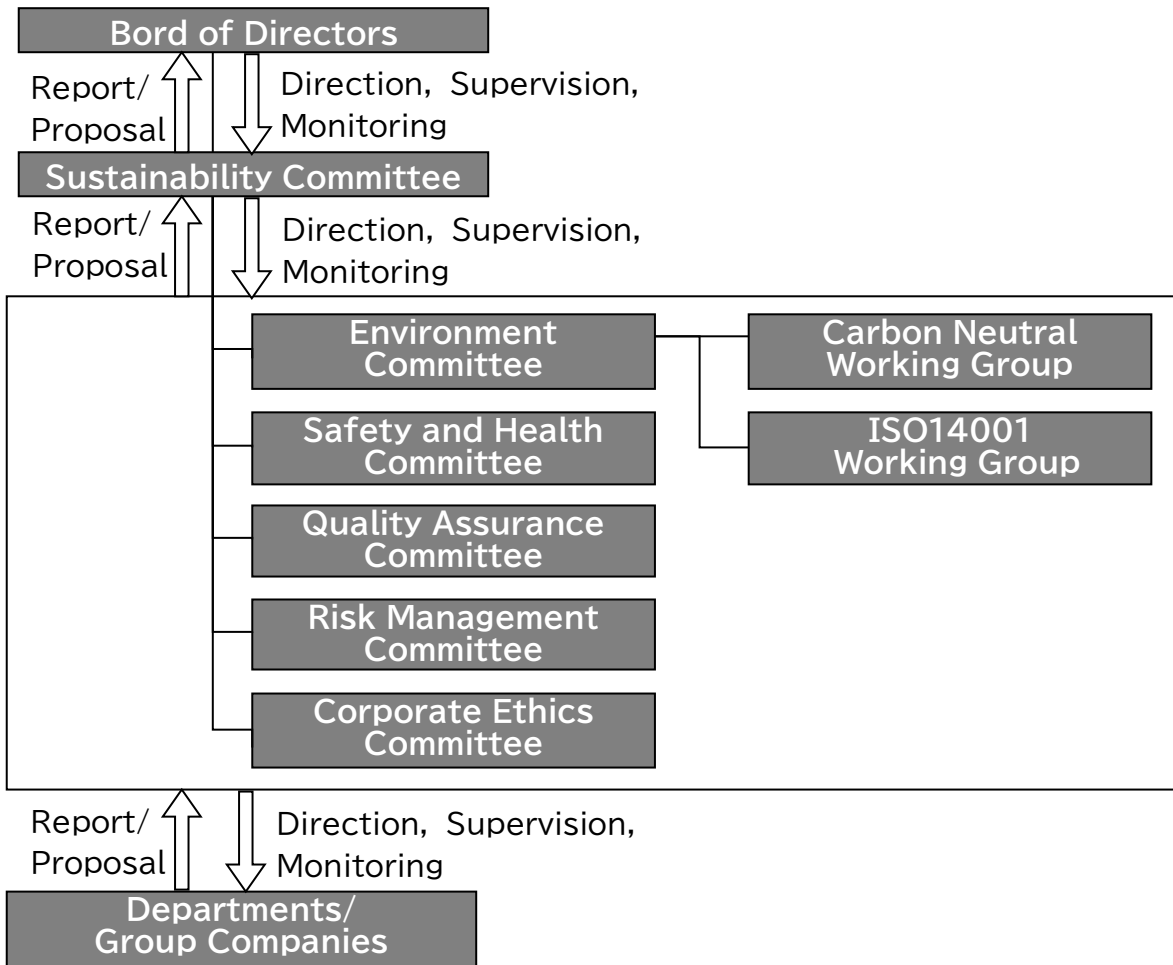 Bord of Directors
Report/
Proposal
Direction, Supervision,
Monitoring
Sustainability Committee
Report/
Proposal
Direction, Supervision,
Monitoring
Environment
Committee
Carbon Neutral
Working Group
Safety and Health
Committee
ISO14001
Working Group
Quality Assurance
Committee
Risk Management
Committee
Corporate Ethics
Committee
Report/
Proposal
Direction, Supervision,
Monitoring
Departments/
Group Companies